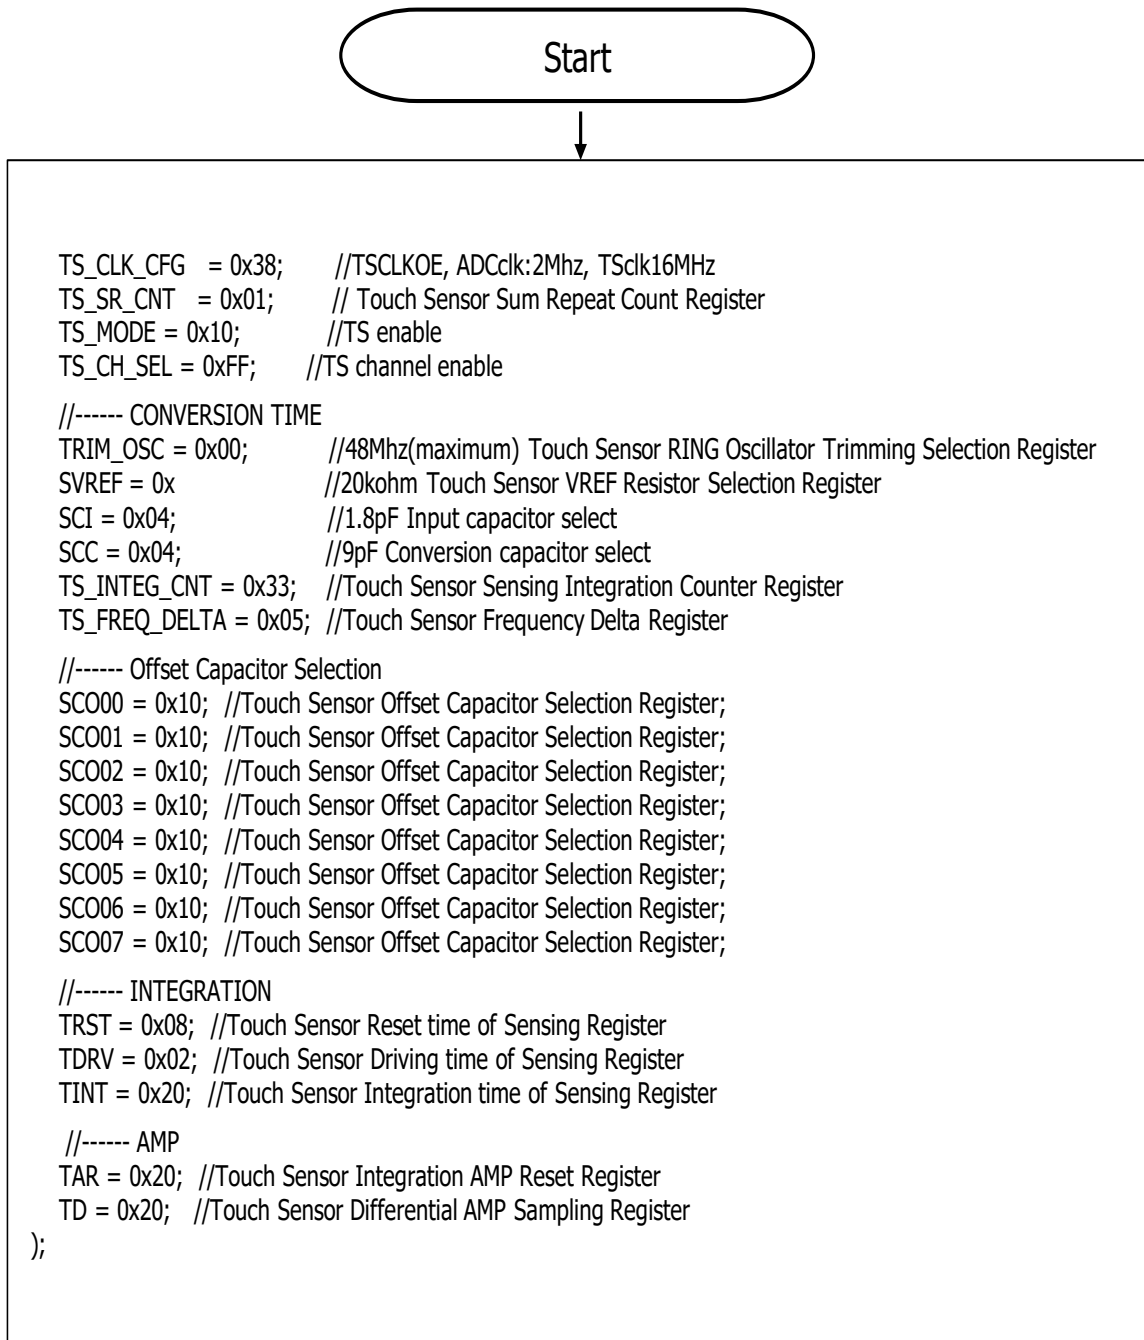 Start
TS_CLK_CFG = 0x38; //TSCLKOE, ADCclk:2Mhz, TSclk16MHz
TS_SR_CNT = 0x01; // Touch Sensor Sum Repeat Count Register
TS_MODE = 0x10; //TS enable
TS_CH_SEL = 0xFF; //TS channel enable
//------ CONVERSION TIME
TRIM_OSC = 0x00; //48Mhz(maximum) Touch Sensor RING Oscillator Trimming Selection Register
SVREF = 0x //20kohm Touch Sensor VREF Resistor Selection Register
SCI = 0x04; //1.8pF Input capacitor select
SCC = 0x04; //9pF Conversion capacitor select
TS_INTEG_CNT = 0x33; //Touch Sensor Sensing Integration Counter Register
TS_FREQ_DELTA = 0x05; //Touch Sensor Frequency Delta Register
//------ Offset Capacitor Selection
SCO00 = 0x10; //Touch Sensor Offset Capacitor Selection Register;
SCO01 = 0x10; //Touch Sensor Offset Capacitor Selection Register;
SCO02 = 0x10; //Touch Sensor Offset Capacitor Selection Register;
SCO03 = 0x10; //Touch Sensor Offset Capacitor Selection Register;
SCO04 = 0x10; //Touch Sensor Offset Capacitor Selection Register;
SCO05 = 0x10; //Touch Sensor Offset Capacitor Selection Register;
SCO06 = 0x10; //Touch Sensor Offset Capacitor Selection Register;
SCO07 = 0x10; //Touch Sensor Offset Capacitor Selection Register;
//------ INTEGRATION
TRST = 0x08; //Touch Sensor Reset time of Sensing Register
TDRV = 0x02; //Touch Sensor Driving time of Sensing Register
TINT = 0x20; //Touch Sensor Integration time of Sensing Register
//------ AMP
TAR = 0x20; //Touch Sensor Integration AMP Reset Register
TD = 0x20; //Touch Sensor Differential AMP Sampling Register
);